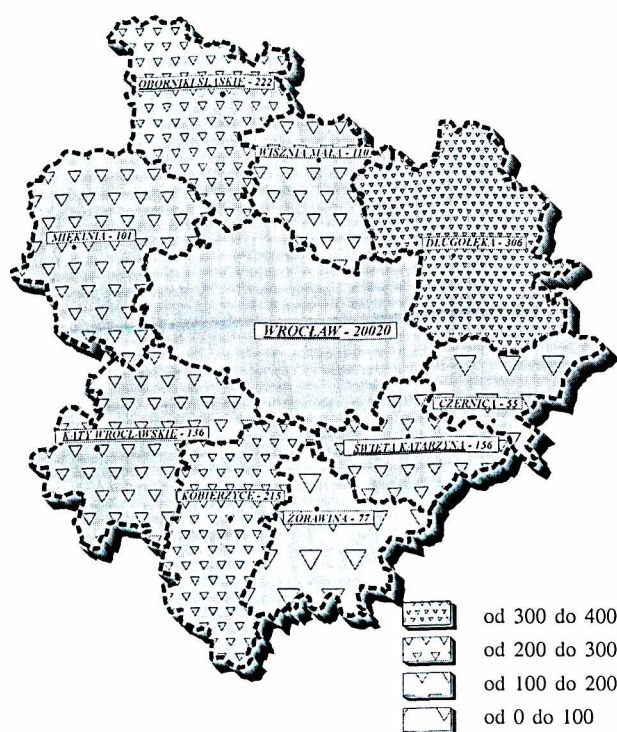 OBORNIKI ŚLĄSKIE - 222
WISZNIA MAŁA - 110
MIĘKINIA - 101
DŁUGOŁĘKA - 306
WROCŁAW - 20020
CZERNICA - 55
KĄTY WROCŁAWSKIE - 136
ŚWIĘTA KATARZYNA - 156
KOBIERZYCE - 215
ŻÓRAWINA - 77
od 300 do 400
od 200 do 300
od 100 do 200
od 0 do 100